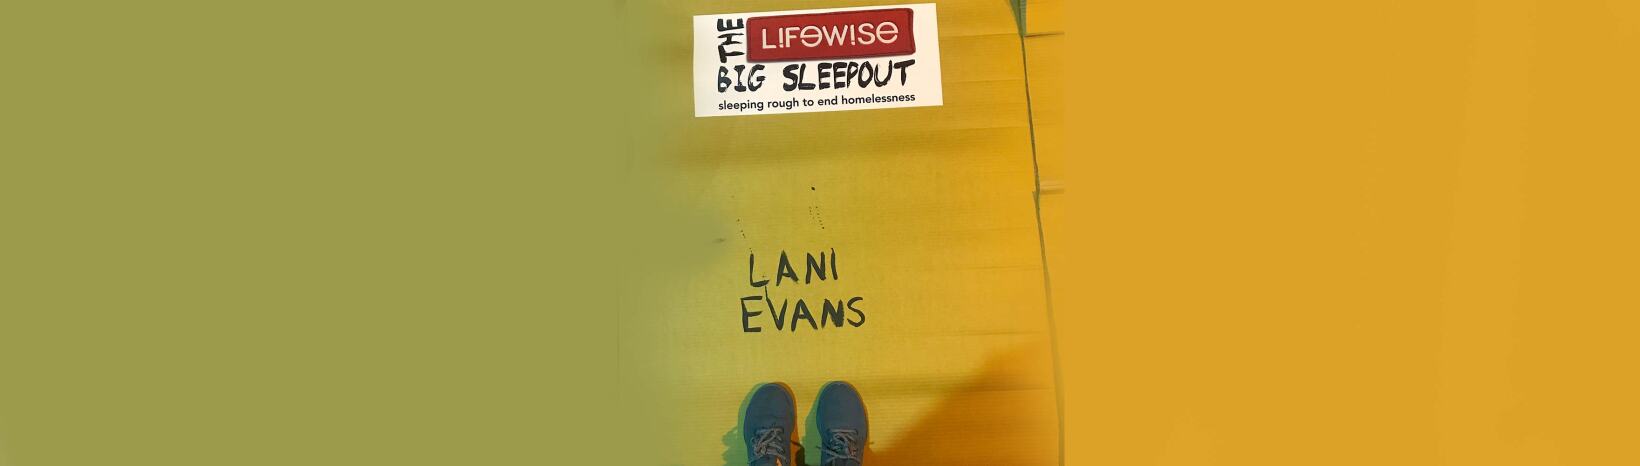 THE LIFEWISE
BIG SLEEPOUT
sleeping rough to end homelessness
LANI
EVANS